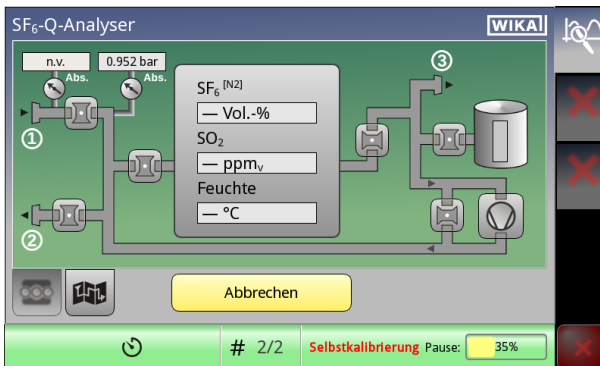 SF₆-Q-Analyser
WIKA
n.v.
0.952 bar
Abs.
Abs.
③
SF₆ [N2]
— Vol.-%
①
SO₂
— ppmᵥ
Feuchte
— °C
②
Abbrechen
# 2/2
Selbstkalibrierung Pause: 35%